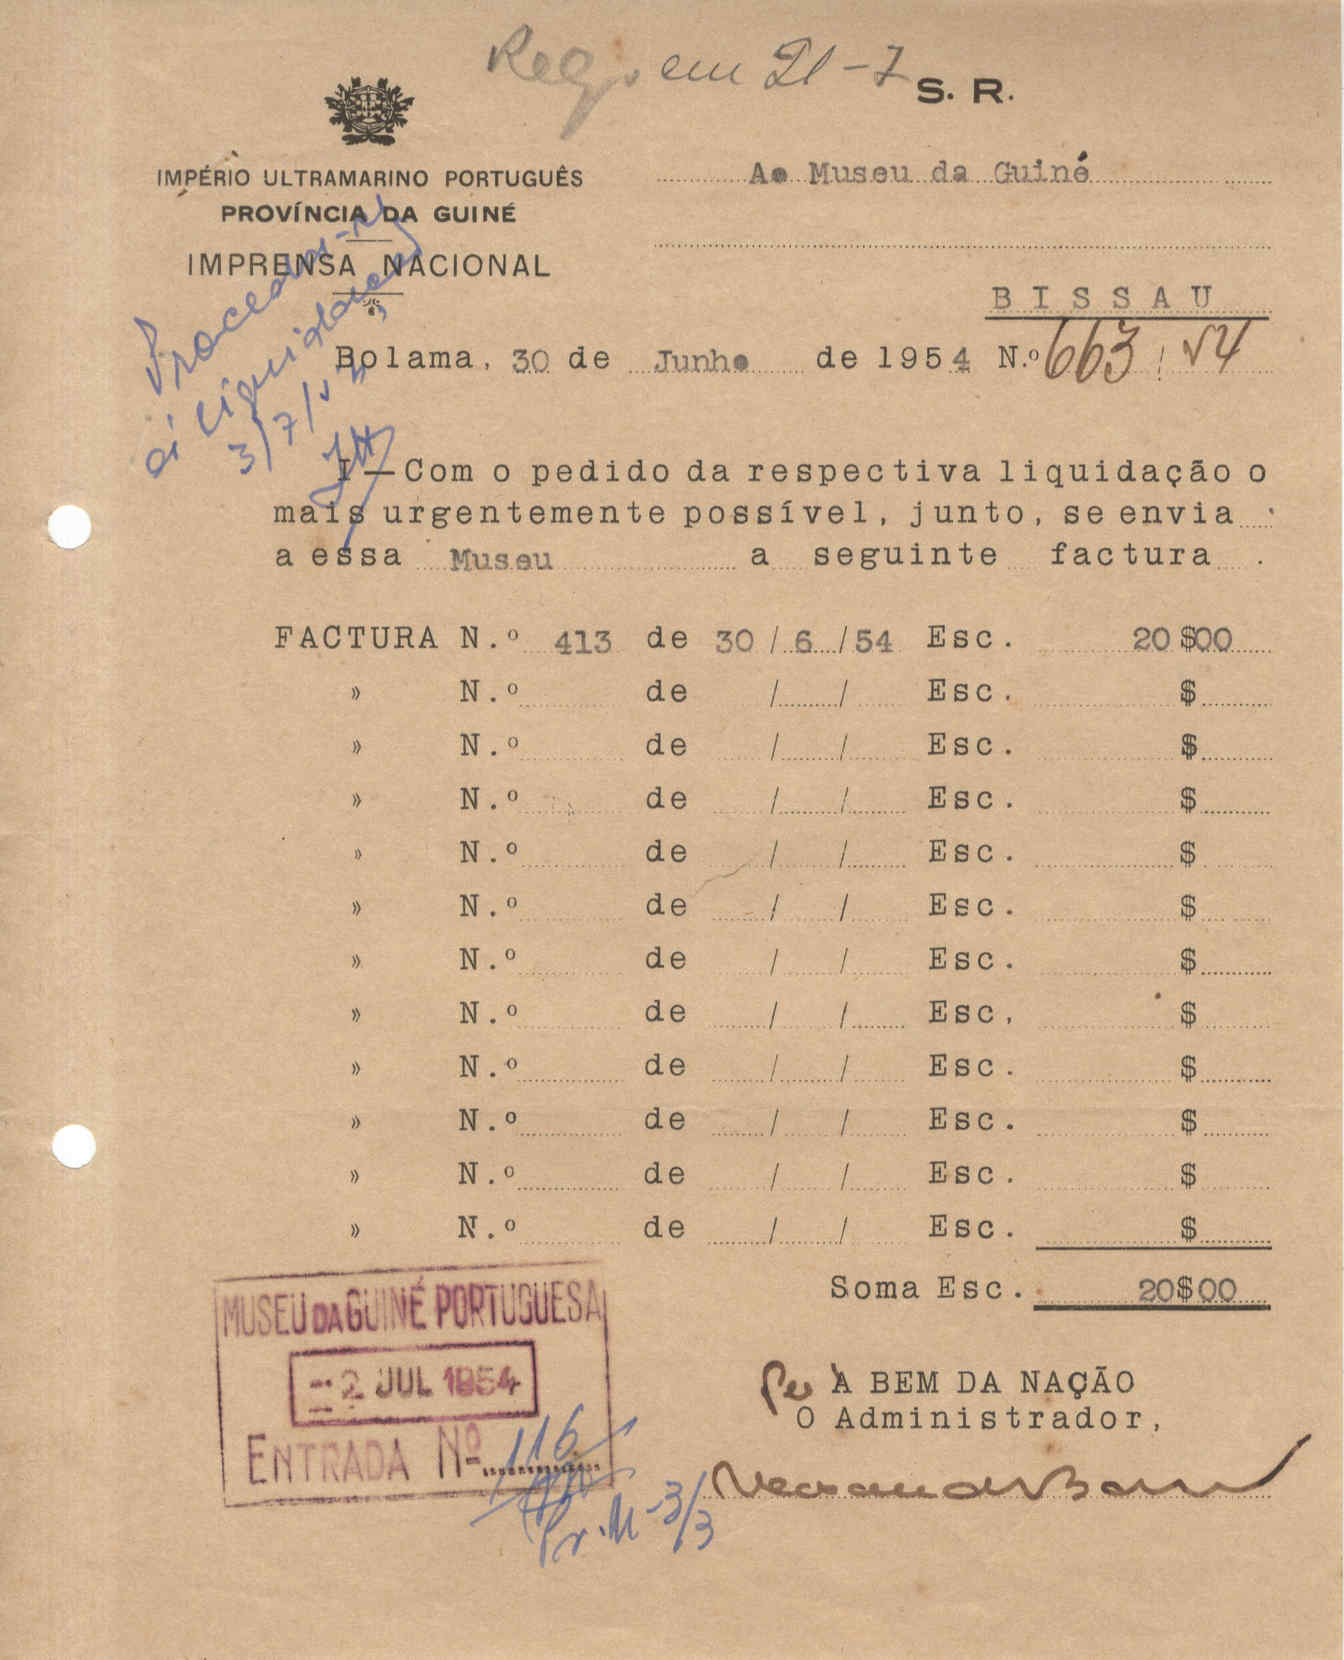 Reg. em 21-7
S. R.
IMPÉRIO ULTRAMARINO PORTUGUÊS
PROVÍNCIA DA GUINÉ
IMPRENSA NACIONAL
Ao Museu da Guiné
BISSAU
Bolama, 30 de Junho de 1954 N.º 663/54
3/7/54
I—Com o pedido da respectiva liquidação o
mais urgentemente possível, junto, se envia
a essa Museu a seguinte factura.
FACTURA N.º 413 de 30/6/54 Esc. 20$00
» N.º de / / Esc. $
» N.º de / / Esc. $
» N.º de / / Esc. $
» N.º de / / Esc. $
» N.º de / / Esc. $
» N.º de / / Esc. $
» N.º de / / Esc. $
» N.º de / / Esc. $
» N.º de / / Esc. $
» N.º de / / Esc. $
» N.º de / / Esc. $
Soma Esc. 20$00
MUSEU DA GUINÉ PORTUGUESA
-2 JUL 1954
ENTRADA Nº 116
A BEM DA NAÇÃO
O Administrador,